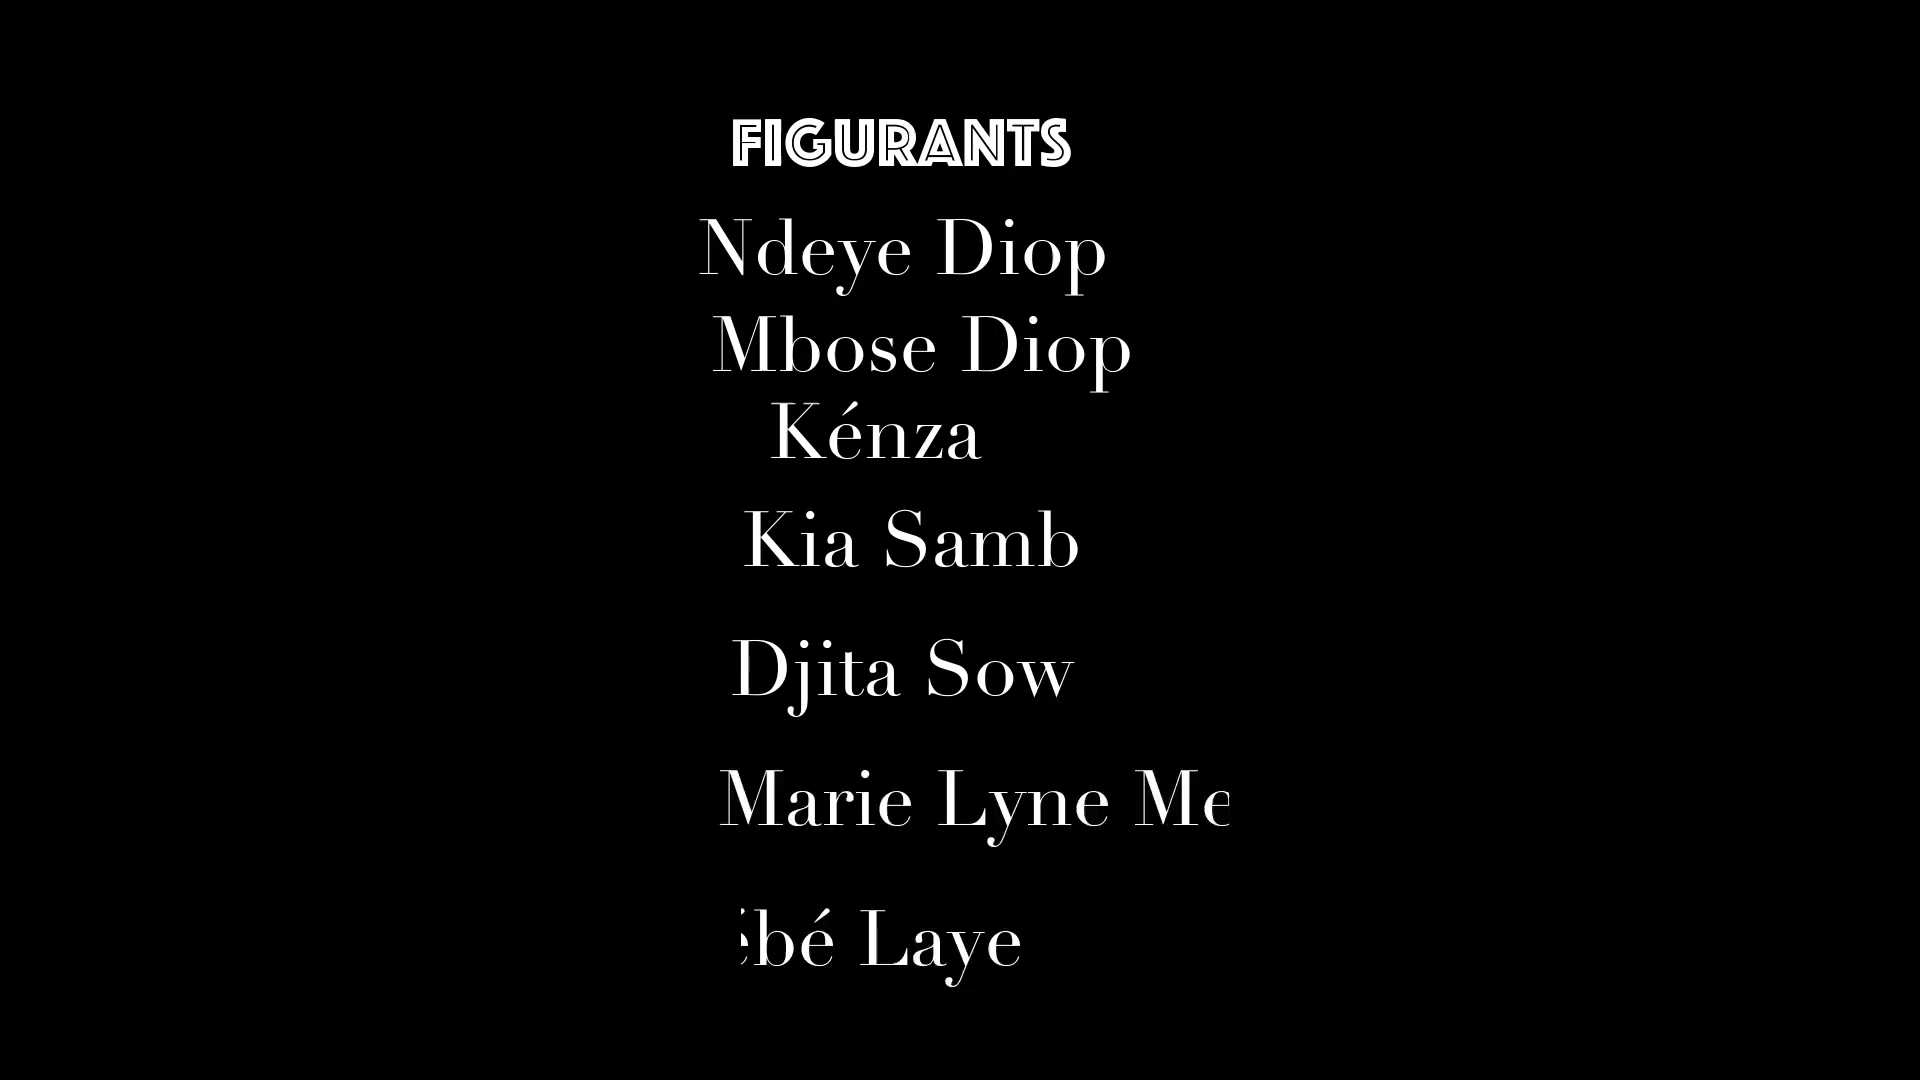 FIGURANTS
Ndeye Diop
Mbose Diop
Kénza
Kia Samb
Djita Sow
Marie Lyne
Laye